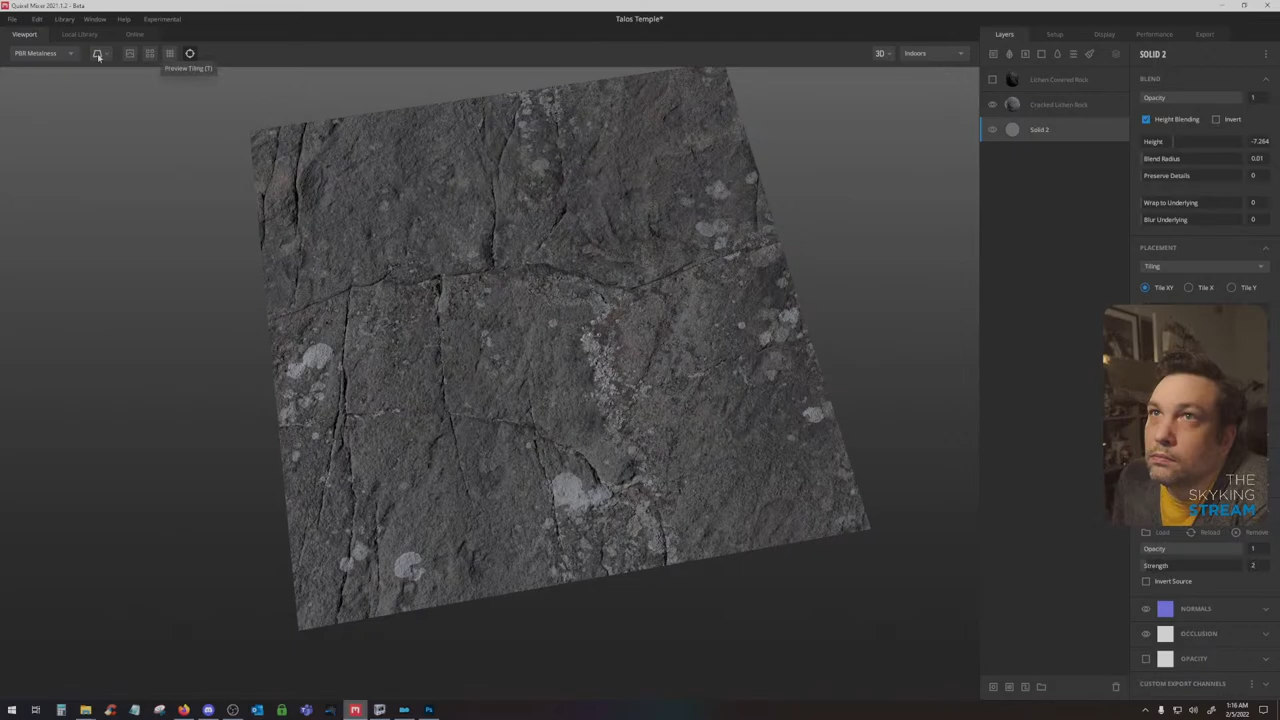 Quixel Mixer 2021.1.2 - Beta
File Edit Library Window Help Experimental
Talos Temple*
Viewport Local Library Online
Layers Setup Display Performance Export
PBR Metalness
3D Indoors
Preview Tiling (T)
Lichen Covered Rock
Cracked Lichen Rock
Solid 2
SOLID 2
BLEND
Opacity 1
Height Blending Invert
Height -7.264
Blend Radius 0.01
Preserve Details 0
Wrap to Underlying 0
Blur Underlying 0
PLACEMENT
Tiling
Tile XY Tile X Tile Y
THE
SKYKING
STREAM
Load Reload Remove
Opacity 1
Strength 2
Invert Source
NORMALS
OCCLUSION
OPACITY
CUSTOM EXPORT CHANNELS
1:16 AM
2/5/2022